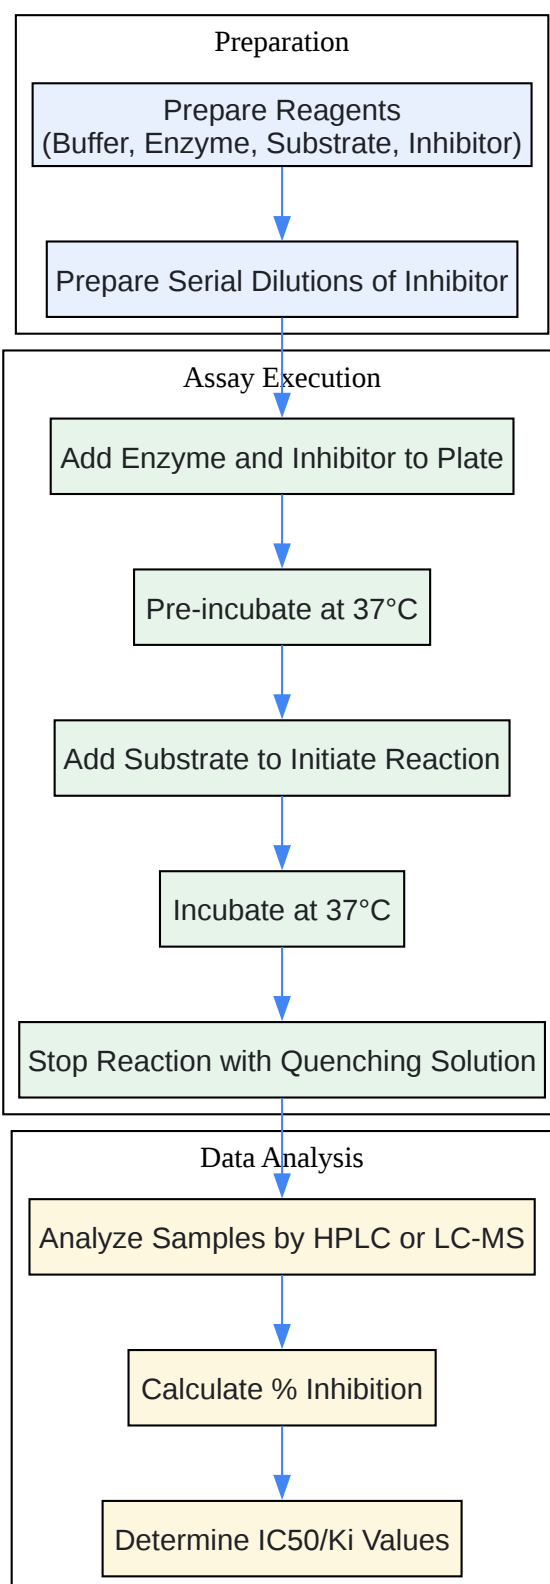 Preparation
Prepare Reagents
(Buffer, Enzyme, Substrate, Inhibitor)
Prepare Serial Dilutions of Inhibitor
Assay Execution
Add Enzyme and Inhibitor to Plate
Pre-incubate at 37°C
Add Substrate to Initiate Reaction
Incubate at 37°C
Stop Reaction with Quenching Solution
Data Analysis
Analyze Samples by HPLC or LC-MS
Calculate % Inhibition
Determine IC50/Ki Values